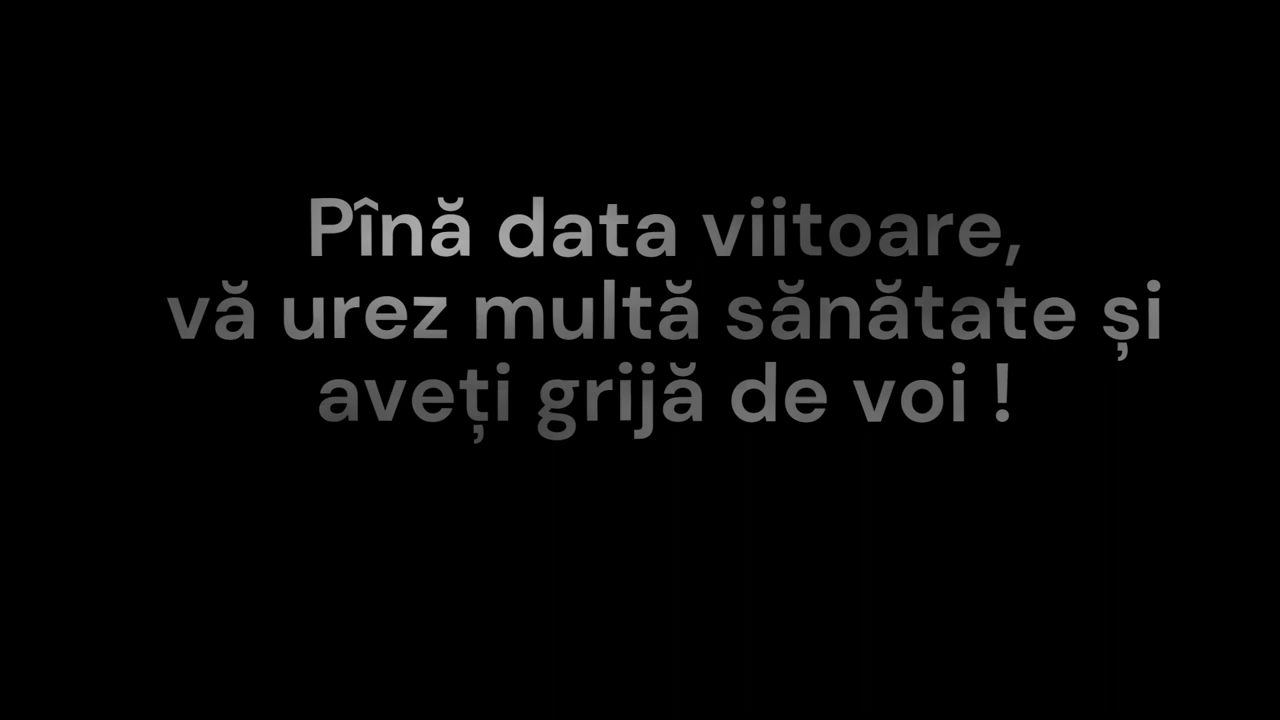 Pînă data viitoare,
vă urez multă sănătate și
aveți grijă de voi !